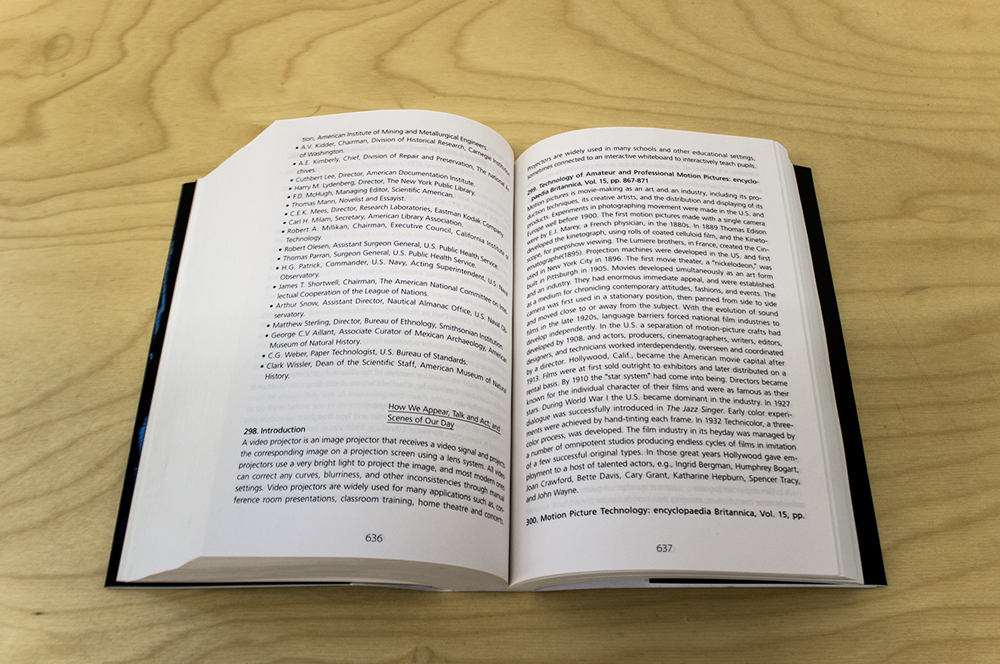 tion, American Institute of Mining and Metallurgical Engineers.
• A.V. Kidder, Chairman, Division of Historical Research, Carnegie Institution
of Washington.
• A.E. Kimberly, Chief, Division of Repair and Preservation, The national
chives.
• Cuthbert Lee, Director, American Documentation Institute.
• Harry M. Lydenberg, Director, The New York Public Library.
• F.D. McHugh, Managing Editor, Scientific American.
• Thomas Mann, Novelist and Essayist.
• C.E.K. Mees, Director, Research Laboratories, Eastman Kodak Company.
• Carl H. Milam, Secretary, American Library Association.
• Robert A. Millikan, Chairman, Executive Council, California Institute of
Technology
• Robert Olesen, Assistant Surgeon General, U.S. Public Health Service.
• Thomas Parran, Surgeon General, U.S. Public Health Service.
• H.G. Patrick, Commander, U.S. Navy, Acting Superintendent, U.S. Naval
Observatory.
• James T. Shortwell, Chairman, The American National Committee on Intel-
lectual Cooperation of the League of Nations.
• Arthur Snow, Assistant Director, Nautical Almanac Office, U.S. Naval Ob-
servatory.
• Matthew Sterling, Director, Bureau of Ethnology, Smithsonian Institution.
• George C.V Aillant, Associate Curator of Mexican Archaeology, American
Museum of Natural History.
• C.G. Weber, Paper Technologist, U.S. Bureau of Standards.
• Clark Wissler, Dean of the Scientific Staff, American Museum of Natural
History.
How We Appear, Talk and Act; and
Scenes of Our Day
298. Introduction
A video projector is an image projector that receives a video signal and projects
the corresponding image on a projection screen using a lens system. All video
projectors use a very bright light to project the image, and most modern ones
can correct any curves, blurriness, and other inconsistencies through manual
settings. Video projectors are widely used for many applications such as, con-
ference room presentations, classroom training, home theatre and concerts.
636
Projectors are widely used in many schools and other educational settings,
sometimes connected to an interactive whiteboard to interactively teach pupils.
299. Technology of Amateur and Professional Motion Pictures: encyclo-
paedia Britannica, Vol. 15, pp. 867-871
Motion pictures is movie-making as an art and an industry, including its pro-
duction techniques, its creative artists, and the distribution and displaying of its
products. Experiments in photographing movement were made in the U.S. and
Europe well before 1900. The first motion pictures made with a single camera
were by E.J. Marey, a French physician, in the 1880s. In 1889 Thomas Edison
developed the kinetograph, using rolls of coated celluloid film, and the Kineto-
scope, for peepshow viewing. The Lumiere brothers, in France, created the Cin-
ematographe(1895). Projection machines were developed in the US. and first
used in New York City in 1896. The first movie theater, a "nickelodeon," was
built in Pittsburgh in 1905. Movies developed simultaneously as an art form
and an industry. They had enormous immediate appeal, and were established
as a medium for chronicling contemporary attitudes, fashions, and events. The
camera was first used in a stationary position, then panned from side to side
and moved close to or away from the subject. With the evolution of sound
films in the late 1920s, language barriers forced national film industries to
develop independently. In the U.S. a separation of motion-picture crafts had
developed by 1908, and actors, producers, cinematographers, writers, editors,
designers, and technicians worked interdependently, overseen and coordinated
by a director. Hollywood, Calif., became the American movie capital after
1913. Films were at first sold outright to exhibitors and later distributed on a
rental basis. By 1910 the "star system" had come into being. Directors became
known for the individual character of their films and were as famous as their
stars. During World War I the U.S. became dominant in the industry. In 1927
dialogue was successfully introduced in The Jazz Singer. Early color experi-
ments were achieved by hand-tinting each frame. In 1932 Technicolor, a three-
color process, was developed. The film industry in its heyday was managed by
a number of omnipotent studios producing endless cycles of films in imitation
of a few successful original types. In those great years Hollywood gave em-
ployment to a host of talented actors, e.g., Ingrid Bergman, Humphrey Bogart,
Joan Crawford, Bette Davis, Cary Grant, Katharine Hepburn, Spencer Tracy,
and John Wayne.
300. Motion Picture Technology: encyclopaedia Britannica, Vol. 15, pp.
637